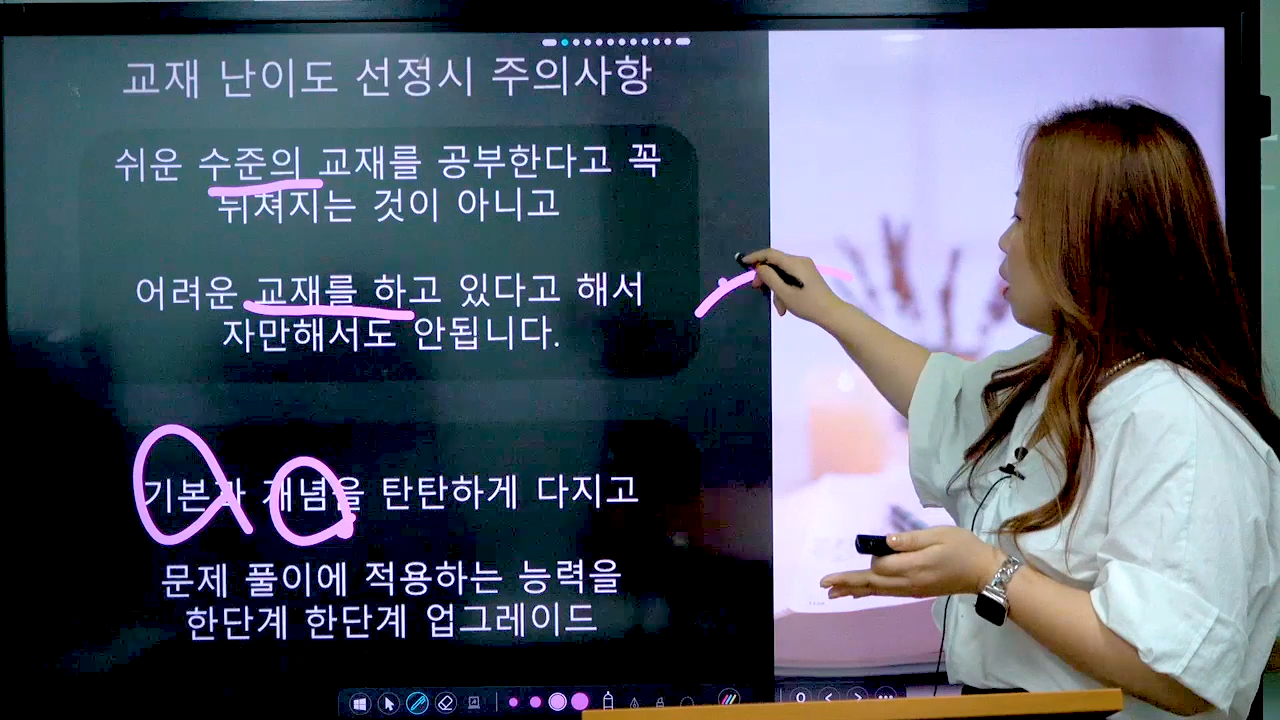 교재 난이도 선정시 주의사항
쉬운 수준의 교재를 공부한다고 꼭
뒤쳐지는 것이 아니고
어려운 교재를 하고 있다고 해서
자만해서도 안됩니다.
기본과 개념을 탄탄하게 다지고
문제 풀이에 적용하는 능력을
한단계 한단계 업그레이드